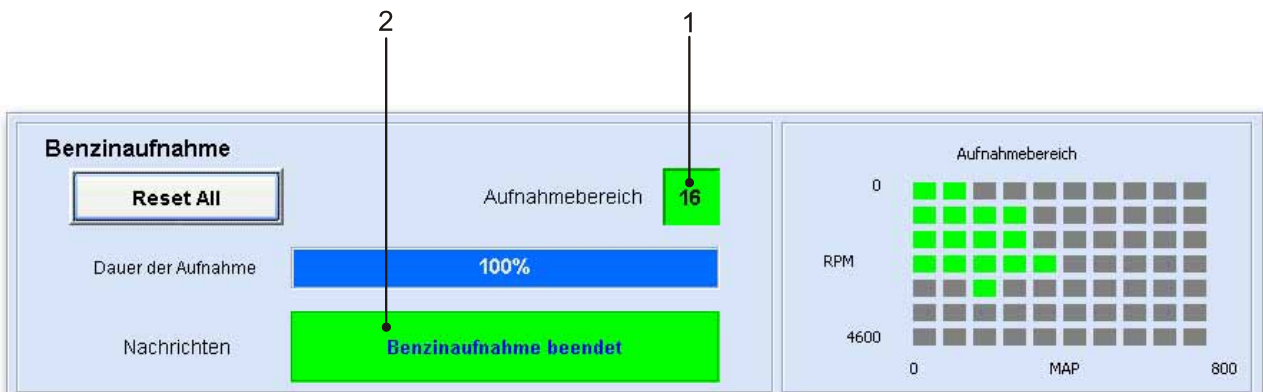 2
1
Benzinaufnahme
Reset All
Aufnahmebereich
16
Dauer der Aufnahme
100%
Nachrichten
Benzinaufnahme beendet
Aufnahmebereich
0
RPM
4600
0 MAP 800